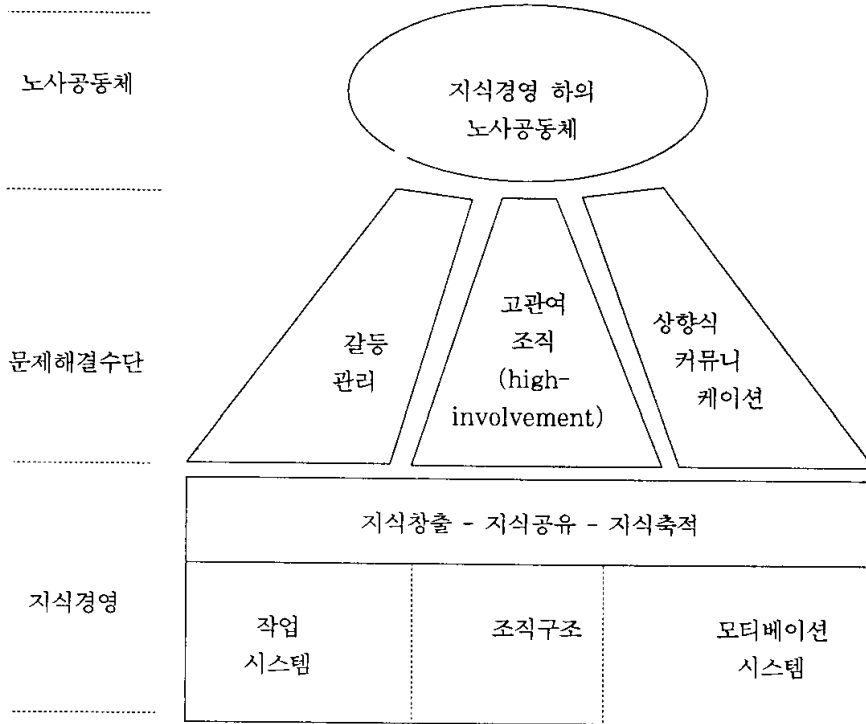 노사공동체
지식경영 하의
노사공동체
문제해결수단
갈등
관리
고관여
조직
(high-
involvement)
상향식
커뮤니
케이션
지식경영
지식창출 - 지식공유 - 지식축적
작업
시스템
조직구조
모티베이션
시스템